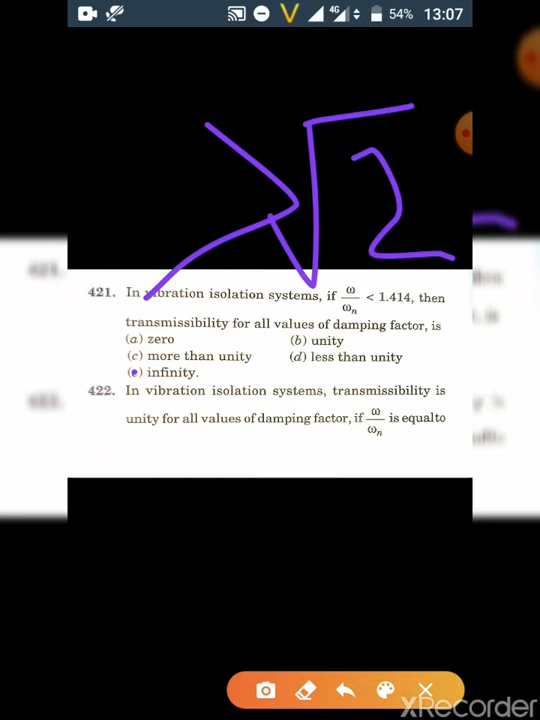 54% 13:07
4G
> √2
421. In vibration isolation systems, if ω/ωn < 1.414, then
transmissibility for all values of damping factor, is
(a) zero (b) unity
(c) more than unity (d) less than unity
(e) infinity.
422. In vibration isolation systems, transmissibility is
unity for all values of damping factor, if ω/ωn is equal to
XRecorder